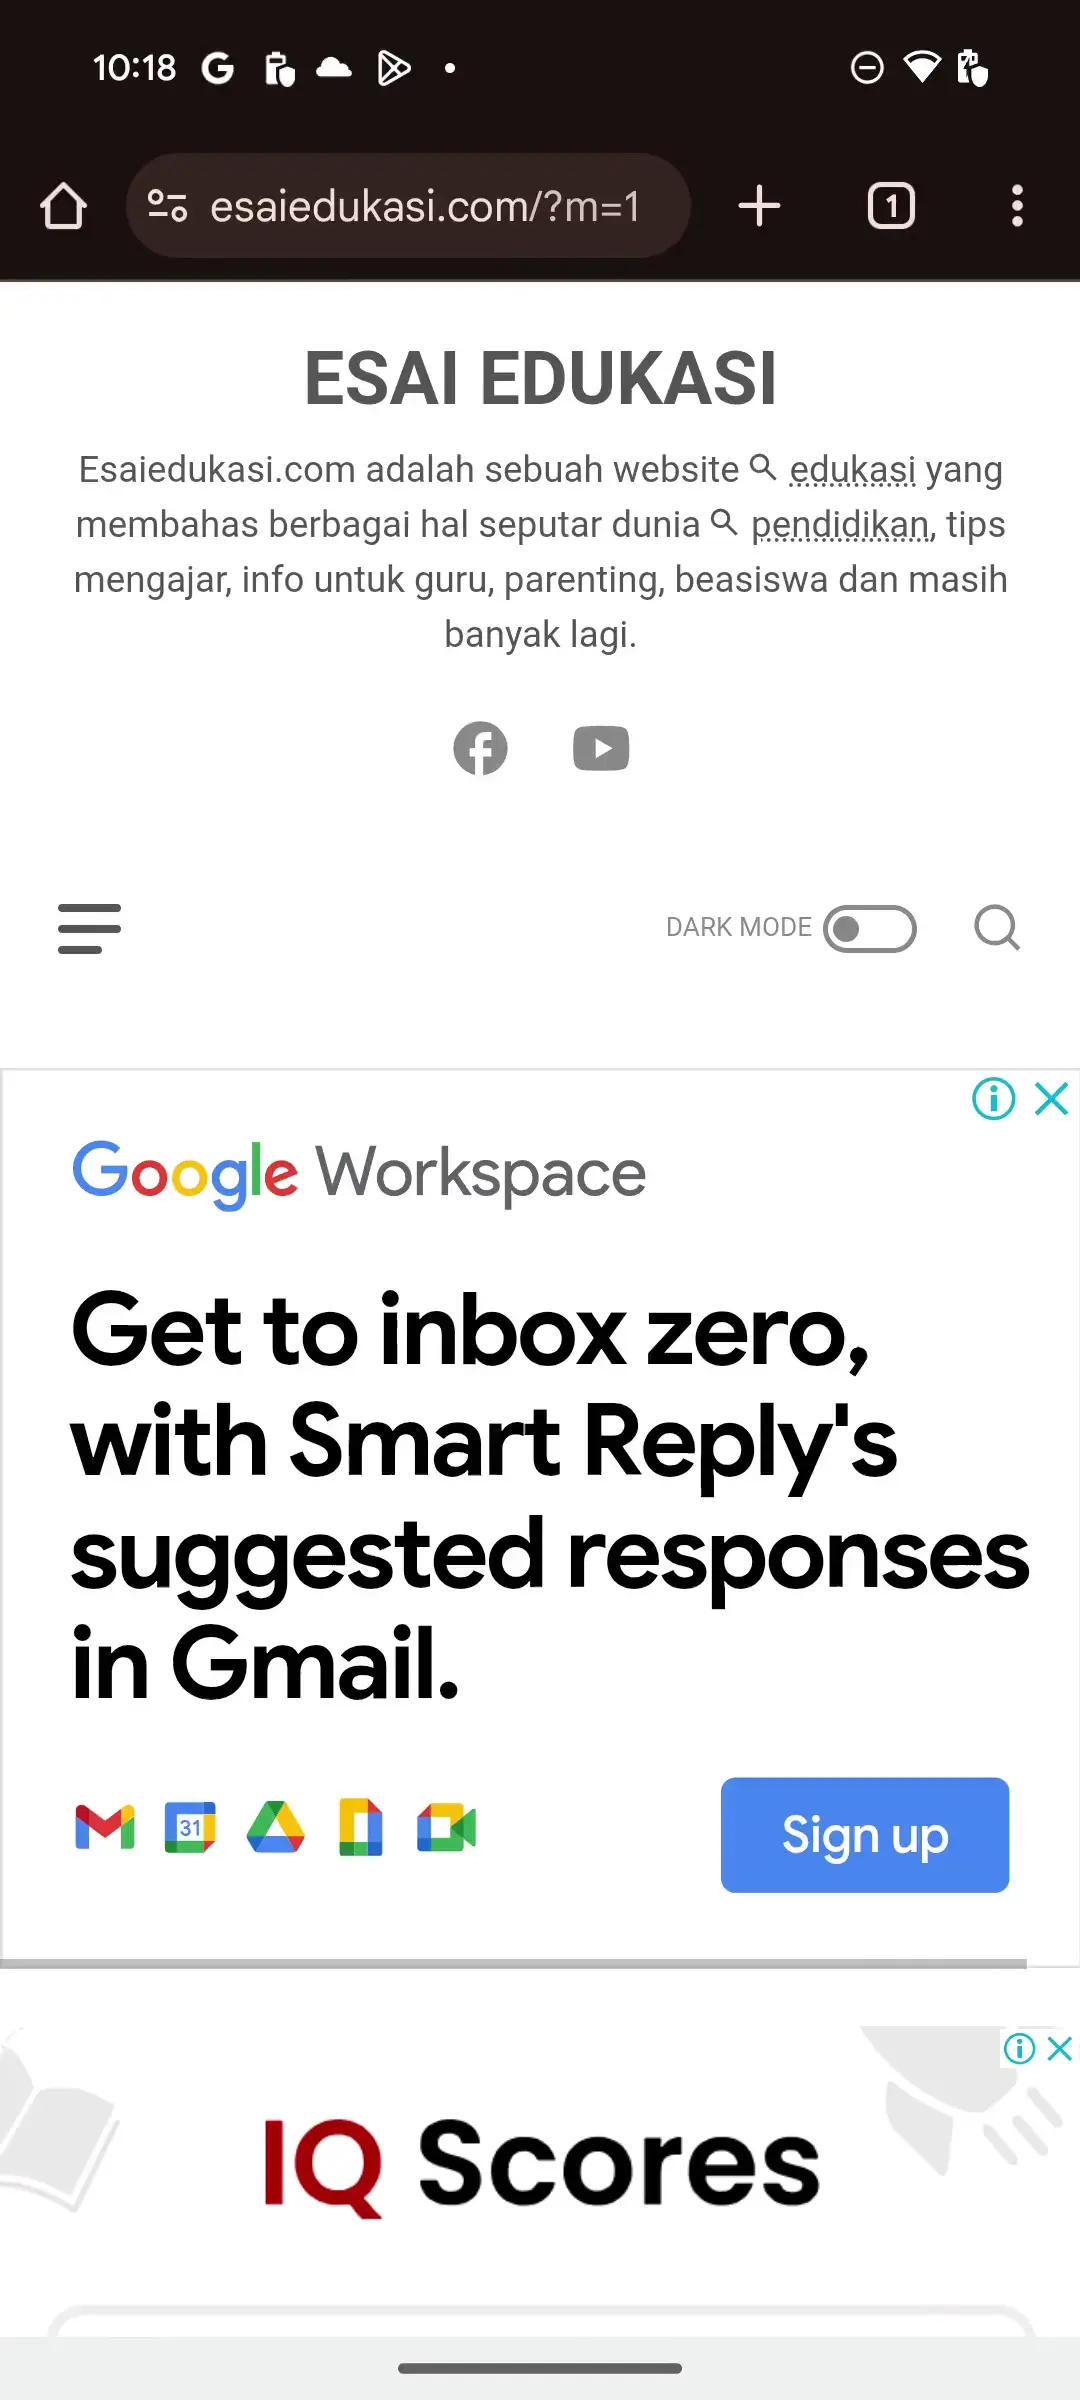 10:18
esaiedukasi.com/?m=1
1
ESAI EDUKASI
Esaiedukasi.com adalah sebuah website edukasi yang
membahas berbagai hal seputar dunia pendidikan, tips
mengajar, info untuk guru, parenting, beasiswa dan masih
banyak lagi.
DARK MODE
Google Workspace
Get to inbox zero,
with Smart Reply's
suggested responses
in Gmail.
31
Sign up
IQ Scores